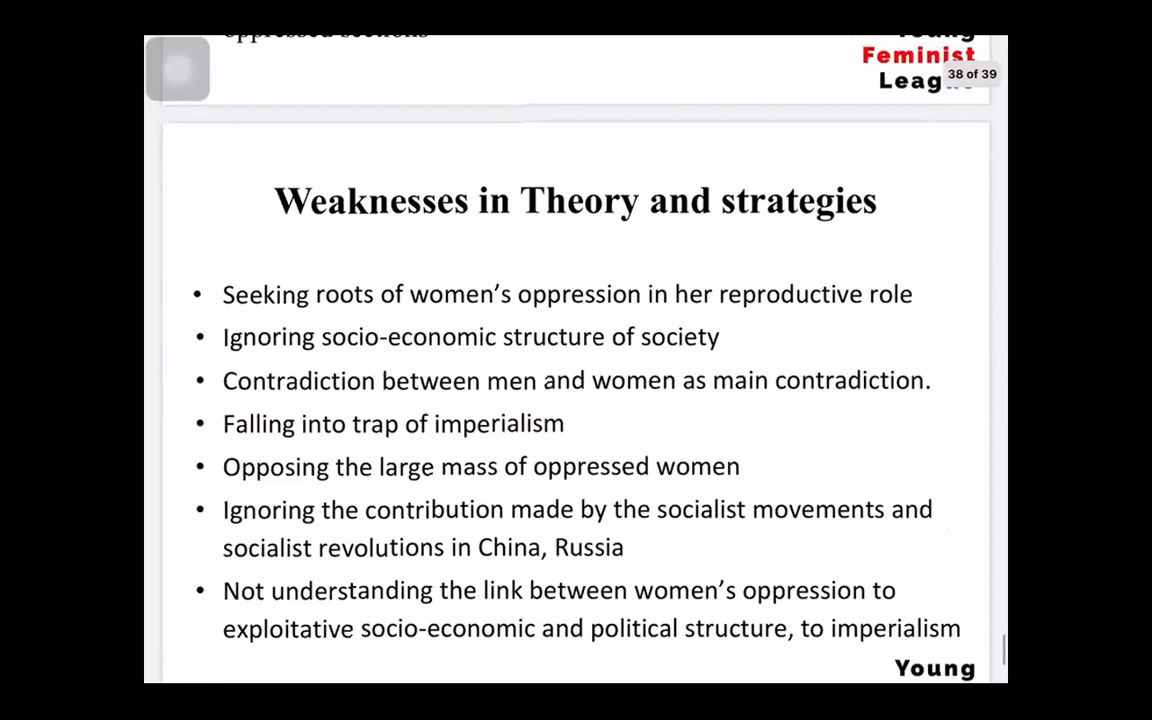 oppressed sections
Young
Feminist
38 of 39
Weaknesses in Theory and strategies
• Seeking roots of women's oppression in her reproductive role
• Ignoring socio-economic structure of society
• Contradiction between men and women as main contradiction.
• Falling into trap of imperialism
• Opposing the large mass of oppressed women
• Ignoring the contribution made by the socialist movements and
socialist revolutions in China, Russia
• Not understanding the link between women's oppression to
exploitative socio-economic and political structure, to imperialism
Young